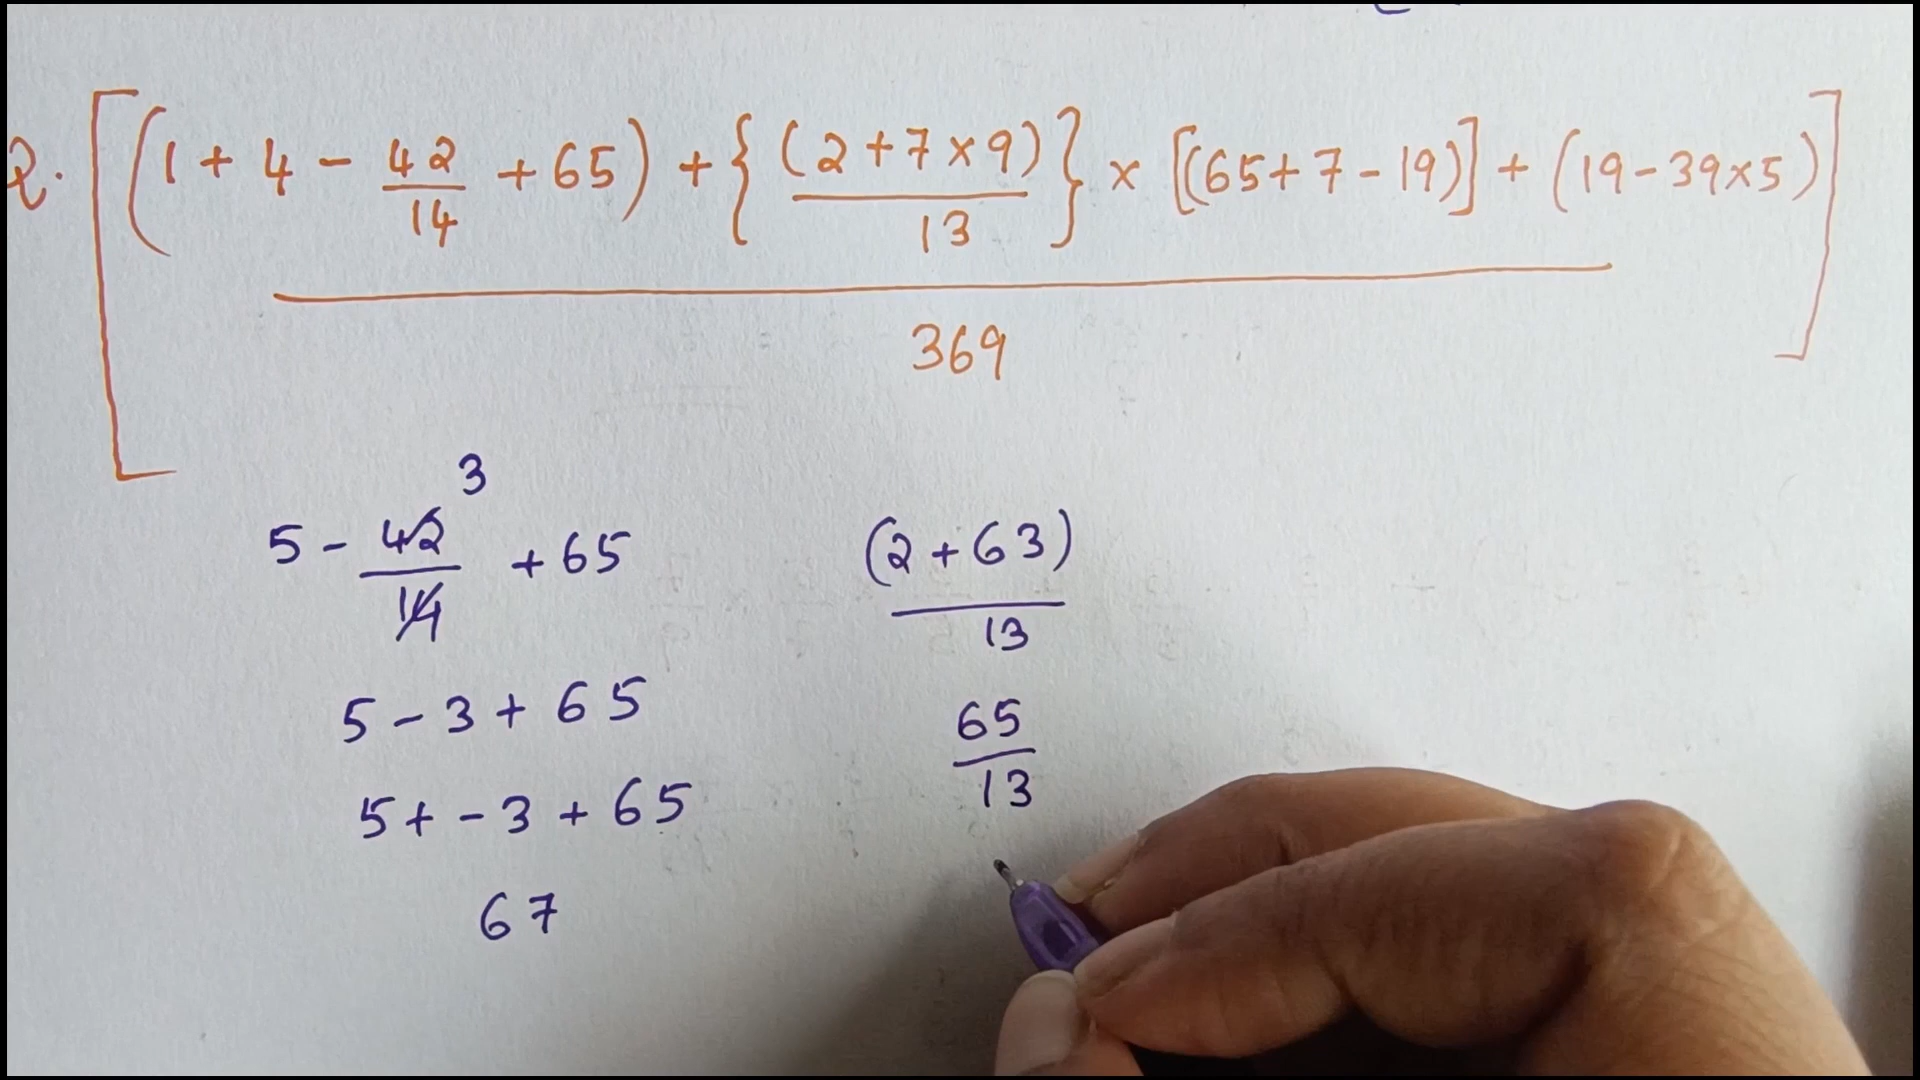 2. [(1 + 4 - 42/14 + 65) + {(2 + 7 × 9)/13} × [(65 + 7 - 19)] + (19 - 39 × 5)]
369
5 - 42/14 + 65
3
5 - 3 + 65
5 + - 3 + 65
67
(2 + 63)
13
65
13